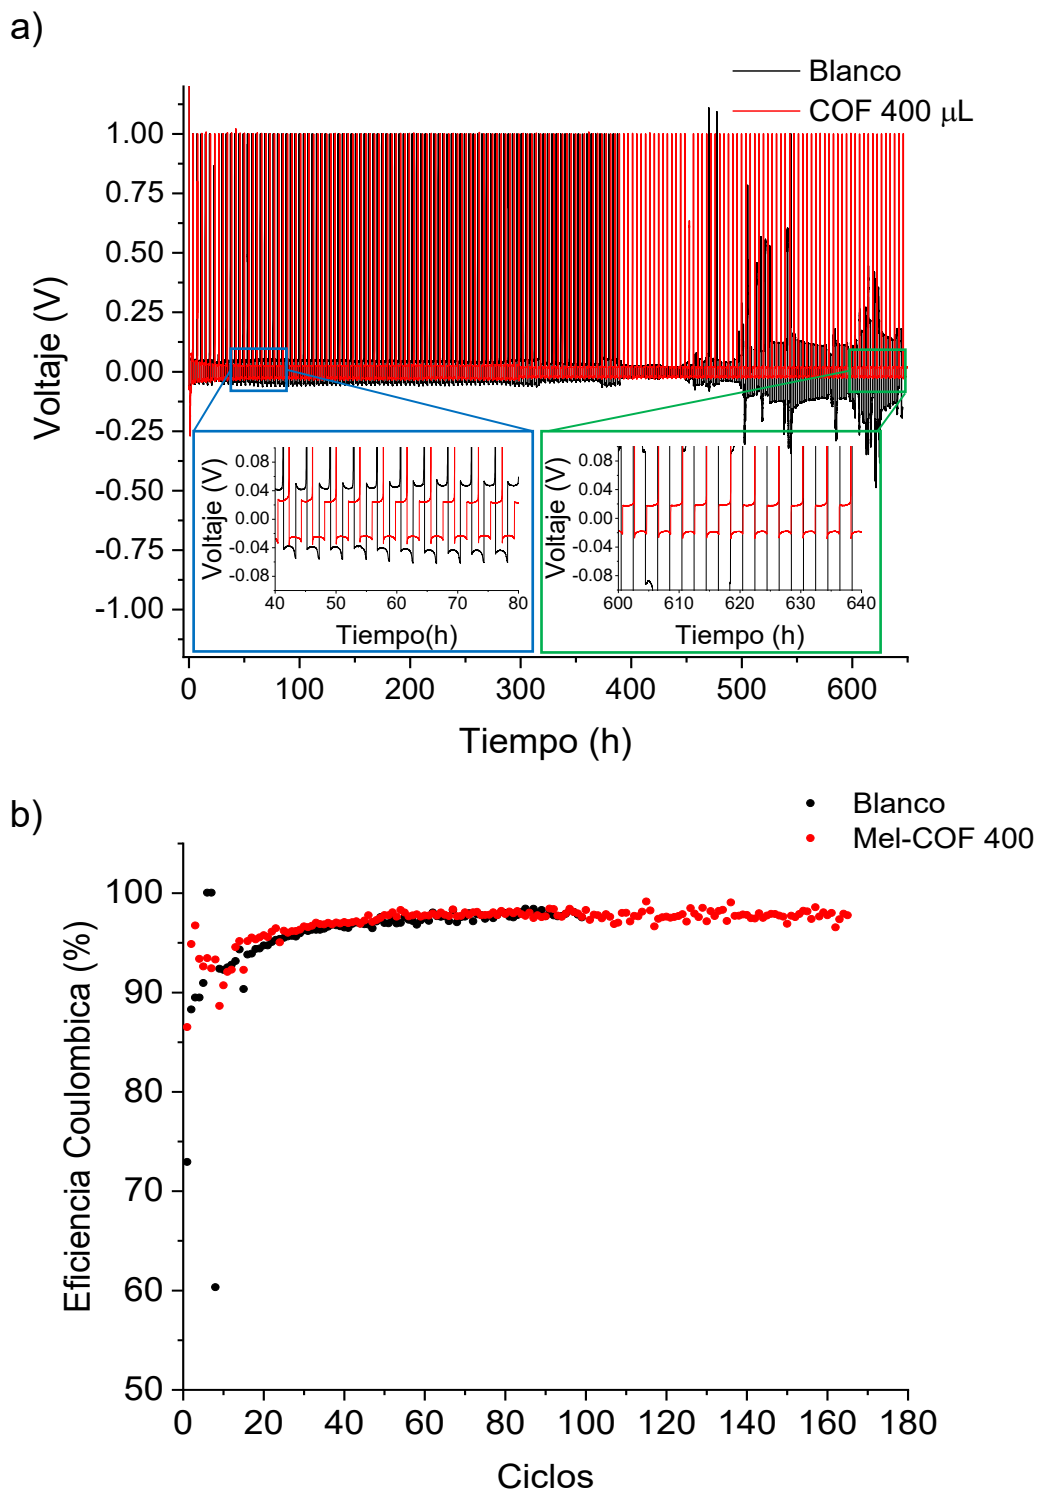 a)
Blanco
COF 400 μL
1.00
0.75
0.50
0.25
0.00
-0.25
-0.50
-0.75
-1.00
Voltaje (V)
0.08
0.04
0.00
-0.04
-0.08
Voltaje (V)
40 50 60 70 80
Tiempo(h)
0.08
0.04
0.00
-0.04
-0.08
Voltaje (V)
600 610 620 630 640
Tiempo (h)
0 100 200 300 400 500 600
Tiempo (h)
b)
Blanco
Mel-COF 400
100
90
80
70
60
50
Eficiencia Coulombica (%)
0 20 40 60 80 100 120 140 160 180
Ciclos